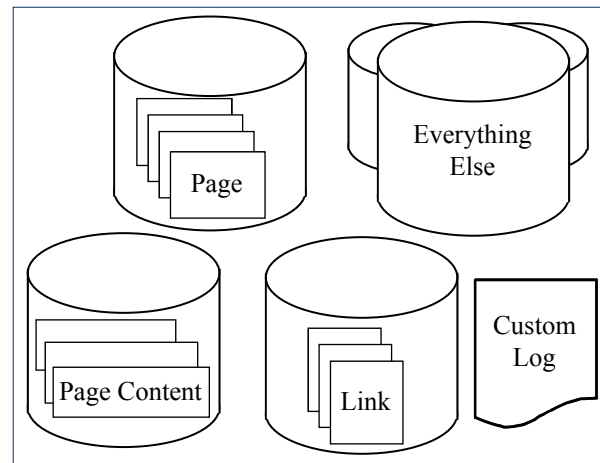 Page
Everything
Else
Page Content
Link
Custom
Log